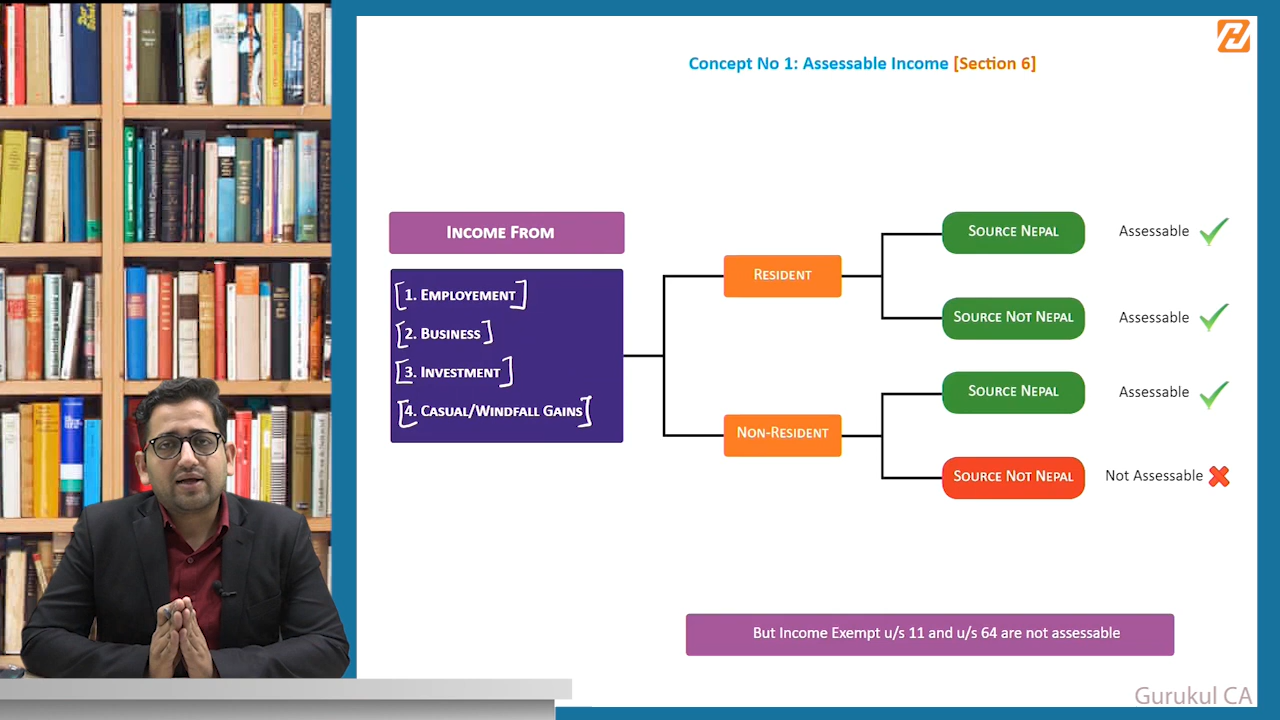 Concept No 1: Assessable Income [Section 6]
INCOME FROM
1. EMPLOYEMENT
2. BUSINESS
3. INVESTMENT
4. CASUAL/WINDFALL GAINS
RESIDENT
SOURCE NEPAL
Assessable
SOURCE NOT NEPAL
Assessable
NON-RESIDENT
SOURCE NEPAL
Assessable
SOURCE NOT NEPAL
Not Assessable
But Income Exempt u/s 11 and u/s 64 are not assessable
Gurukul CA